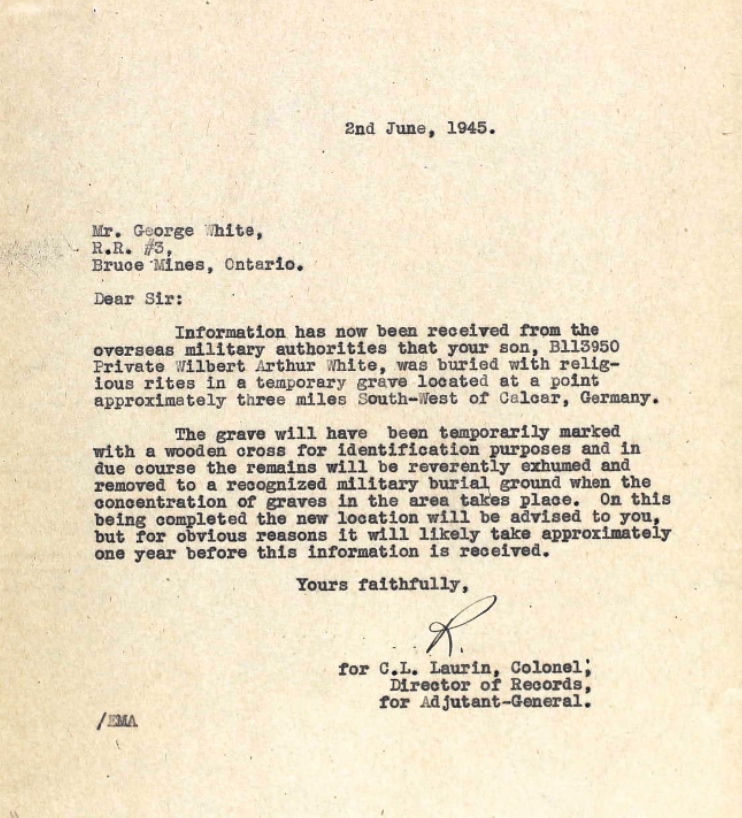 2nd June, 1945.
Mr. George White,
R.R. #3,
Bruce Mines, Ontario.
Dear Sir:
Information has now been received from the
overseas military authorities that your son, B113950
Private Wilbert Arthur White, was buried with relig-
ious rites in a temporary grave located at a point
approximately three miles South-West of Calcar, Germany.
The grave will have been temporarily marked
with a wooden cross for identification purposes and in
due course the remains will be reverently exhumed and
removed to a recognized military burial ground when the
concentration of graves in the area takes place. On this
being completed the new location will be advised to you,
but for obvious reasons it will likely take approximately
one year before this information is received.
Yours faithfully,
R.
for C.L. Laurin, Colonel,
Director of Records,
for Adjutant-General.
/EMA